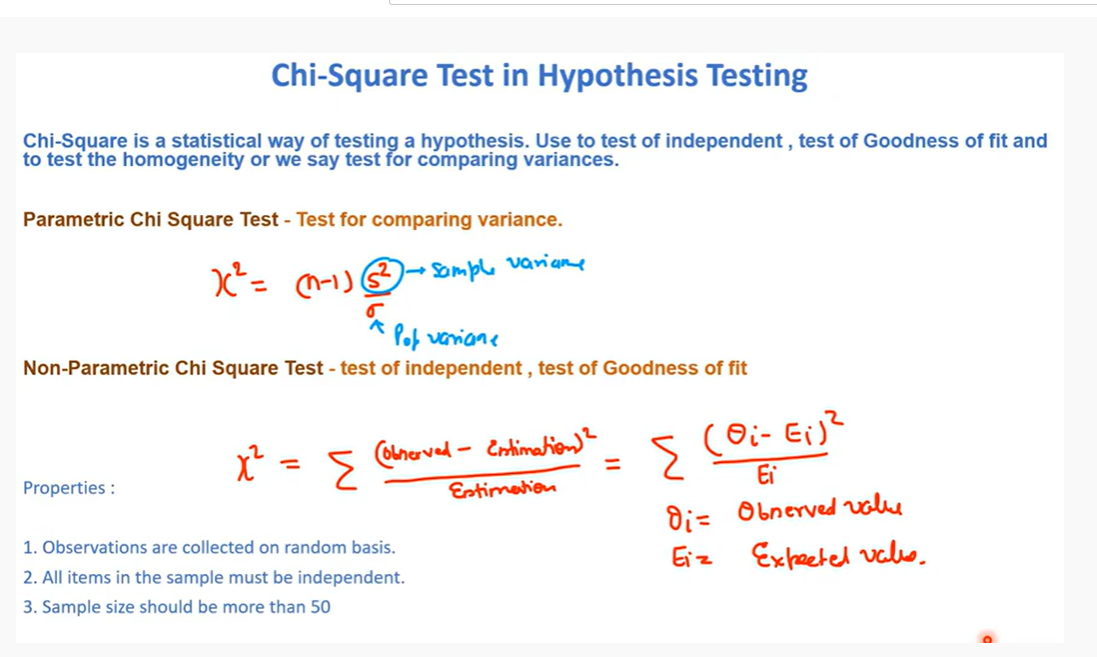 Chi-Square Test in Hypothesis Testing
Chi-Square is a statistical way of testing a hypothesis. Use to test of independent , test of Goodness of fit and
to test the homogeneity or we say test for comparing variances.
Parametric Chi Square Test - Test for comparing variance.
χ² = (n-1) s² → Sample variance
σ
↑ Pop variance
Non-Parametric Chi Square Test - test of independent , test of Goodness of fit
χ² = Σ (Observed - Estimation)² / Estimation = Σ (Oi - Ei)² / Ei
Properties :
Oi = Observed value
1. Observations are collected on random basis.
Ei = Expected value.
2. All items in the sample must be independent.
3. Sample size should be more than 50